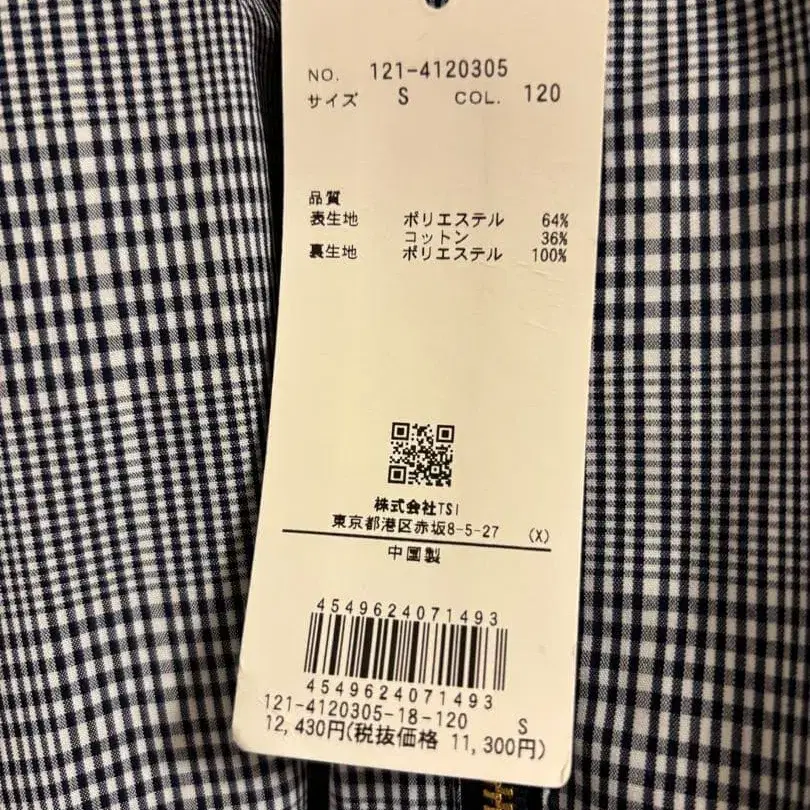 NO. 121-4120305
サイズ S COL. 120
品質
表生地 ポリエステル 64%
コットン 36%
裏生地 ポリエステル 100%
株式会社TSI
東京都港区赤坂8-5-27 (X)
中国製
4549624071493
4549624071493
121-4120305-18-120 S
12,430円(税抜価格 11,300円)